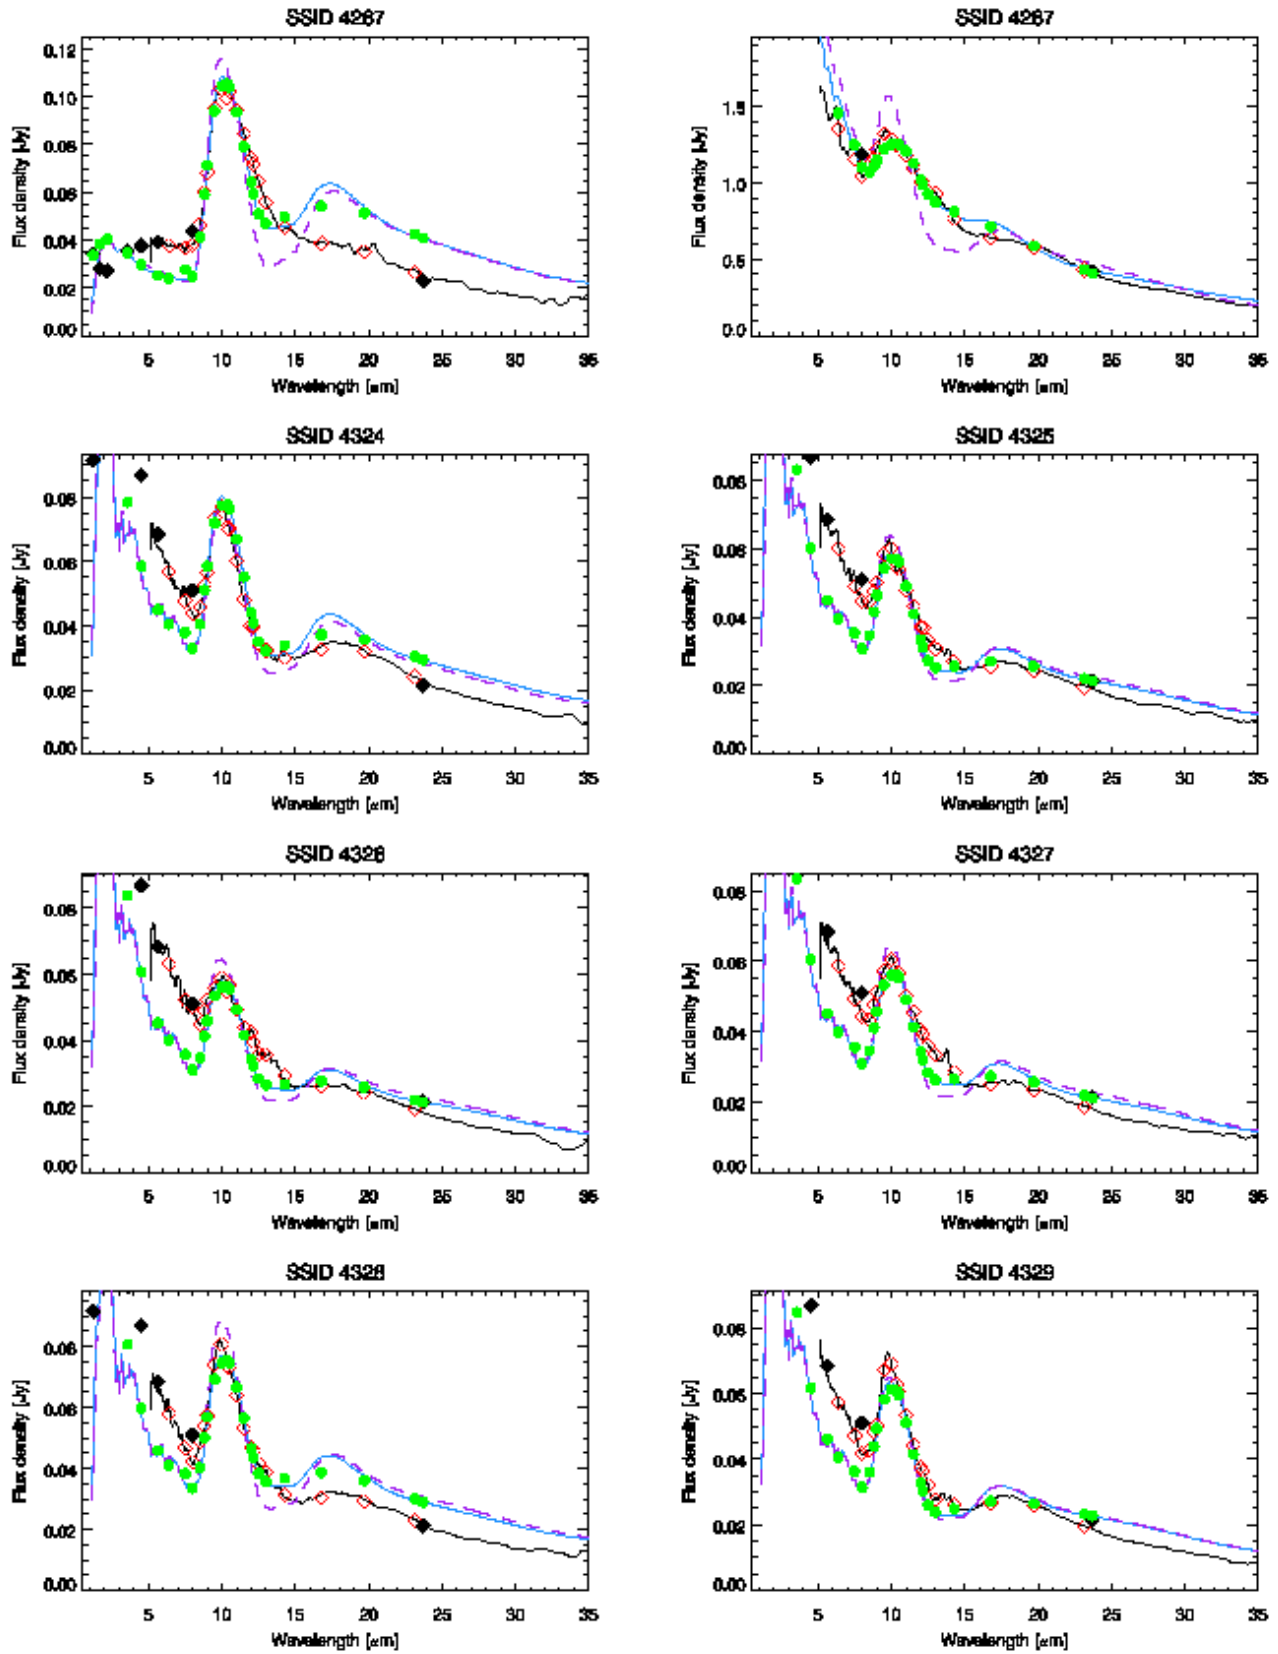 SSID 4267
0.12
0.10
0.08
0.06
0.04
0.02
0.00
Flux density [Jy]
5 10 15 20 25 30 35
Wavelength [μm]
SSID 4287
1.5
1.0
0.5
0.0
Flux density [Jy]
5 10 15 20 25 30 35
Wavelength [μm]
SSID 4324
0.08
0.06
0.04
0.02
0.00
Flux density [Jy]
5 10 15 20 25 30 35
Wavelength [μm]
SSID 4325
0.08
0.06
0.04
0.02
0.00
Flux density [Jy]
5 10 15 20 25 30 35
Wavelength [μm]
SSID 4326
0.08
0.06
0.04
0.02
0.00
Flux density [Jy]
5 10 15 20 25 30 35
Wavelength [μm]
SSID 4327
0.08
0.06
0.04
0.02
0.00
Flux density [Jy]
5 10 15 20 25 30 35
Wavelength [μm]
SSID 4328
0.08
0.06
0.04
0.02
0.00
Flux density [Jy]
5 10 15 20 25 30 35
Wavelength [μm]
SSID 4329
0.08
0.06
0.04
0.02
0.00
Flux density [Jy]
5 10 15 20 25 30 35
Wavelength [μm]